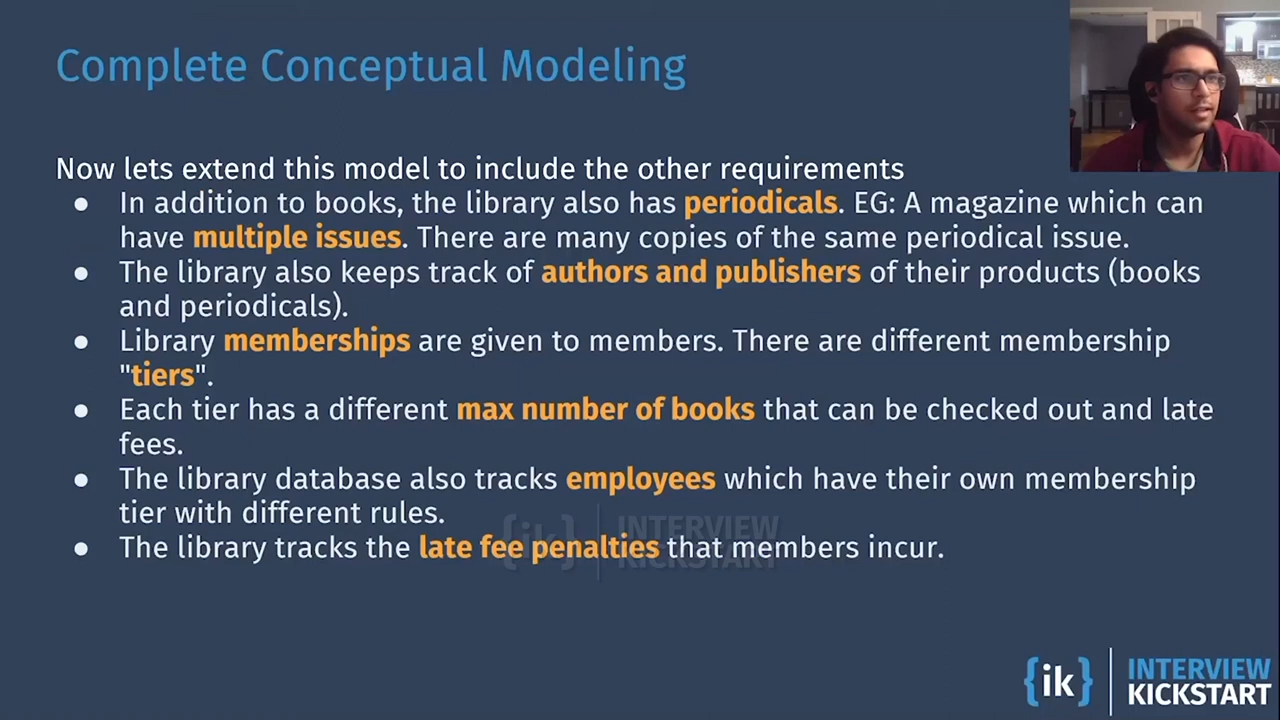 Complete Conceptual Modeling
Now lets extend this model to include the other requirements
● In addition to books, the library also has periodicals. EG: A magazine which can
have multiple issues. There are many copies of the same periodical issue.
● The library also keeps track of authors and publishers of their products (books
and periodicals).
● Library memberships are given to members. There are different membership
"tiers".
● Each tier has a different max number of books that can be checked out and late
fees.
● The library database also tracks employees which have their own membership
tier with different rules.
● The library tracks the late fee penalties that members incur.
{ik} INTERVIEW
KICKSTART
{ik} INTERVIEW
KICKSTART